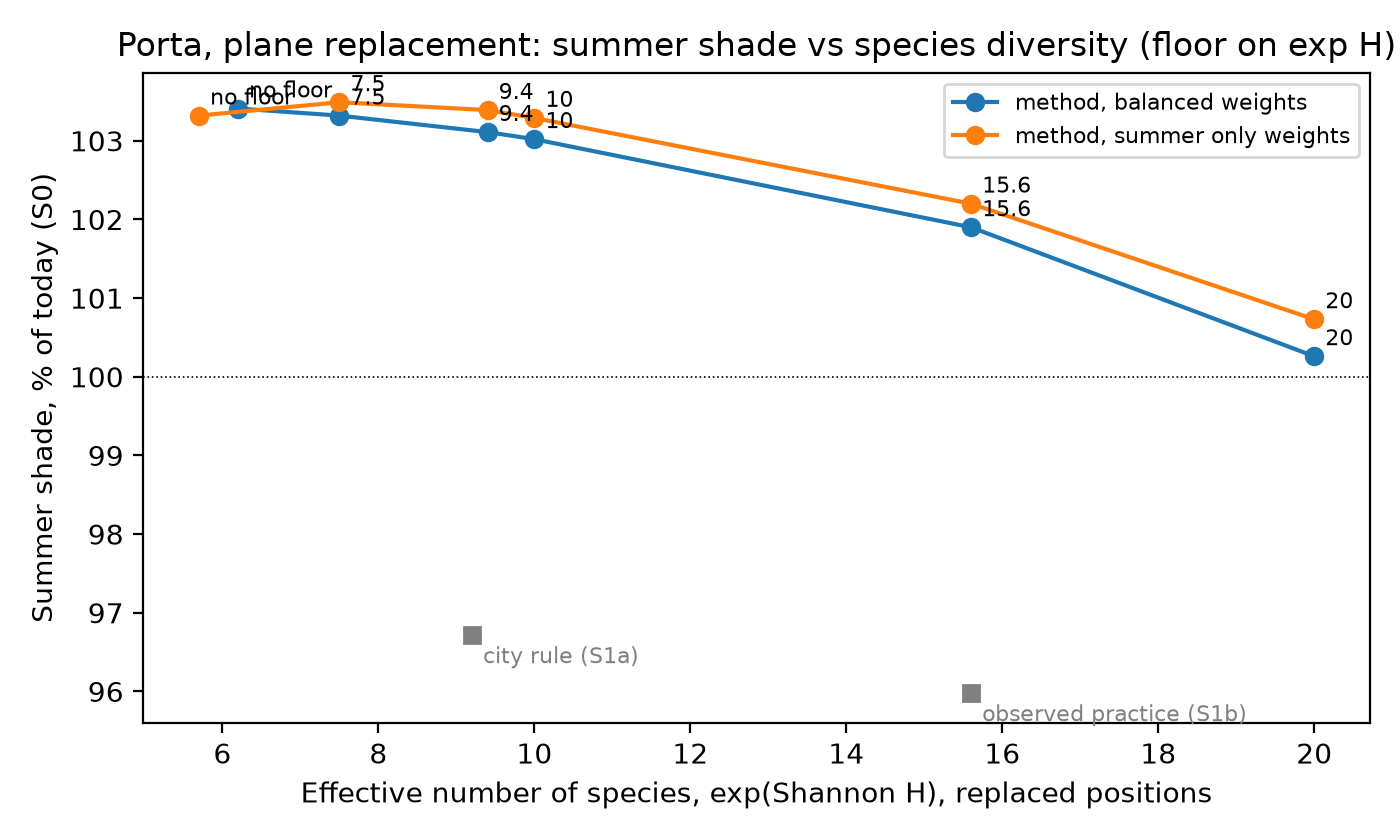 Porta, plane replacement: summer shade vs species diversity (floor on exp H)
no floor
no floor
7.5
7.5
9.4
9.4
10
10
15.6
15.6
20
20
method, balanced weights
method, summer only weights
Summer shade, % of today (S0)
103
102
101
100
99
98
97
96
city rule (S1a)
observed practice (S1b)
6 8 10 12 14 16 18 20
Effective number of species, exp(Shannon H), replaced positions